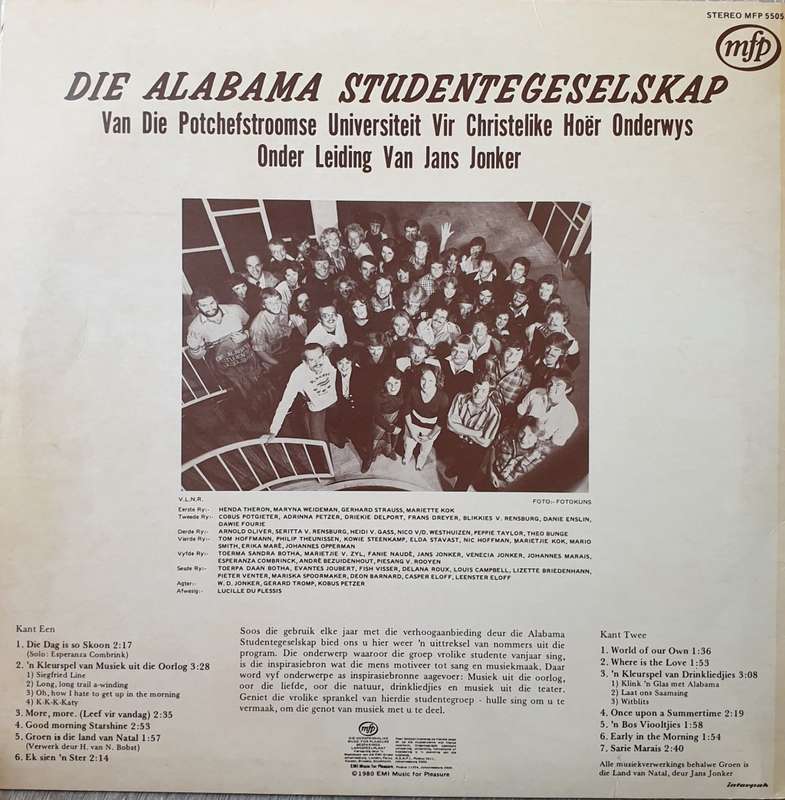 STEREO MFP 5505
mfp
DIE ALABAMA STUDENTEGESELSKAP
Van Die Potchefstroomse Universiteit Vir Christelike Hoër Onderwys
Onder Leiding Van Jans Jonker
V.L.N.R.
FOTO:- FOTOKUNS
Eerste Ry:- HENDA THERON, MARYNA WEIDEMAN, GERHARD STRAUSS, MARIETTE KOK
Tweede Ry:- COBUS POTGIETER, ADRINNA PETZER, DRIEKIE DELPORT, FRANS DREYER, BLIKKIES V. RENSBURG, DANIE ENSLIN,
DAWIE FOURIE
Derde Ry:- ARNOLD OLIVER, SERITTA V. RENSBURG, HEIDI V. GASS, NICO V/D. WESTHUIZEN, PEPPIE TAYLOR, THEO BUNGE
Vierde Ry:- TOM HOFFMANN, PHILIP THEUNISSEN, KOWIE STEENKAMP, ELDA STAVAST, NIC HOFFMAN, MARIETJIE KOK, MARIO
SMITH, ERIKA MARÉ, JOHANNES OPPERMAN
Vyfde Ry:- TOERMA SANDRA BOTHA, MARIETJIE V. ZYL, FANIE NAUDÉ, JANS JONKER, VENECIA JONKER, JOHANNES MARAIS,
ESPERANZA COMBRINCK, ANDRÉ BEZUIDENHOUT, PIESANG V. ROOYEN
Sesde Ry:- TOERPA DAAN BOTHA, EVANTES JOUBERT, FISH VISSER, DELANA ROUX, LOUIS CAMPBELL, LIZETTE BRIEDENHANN,
PIETER VENTER, MARISKA SPOORMAKER, DEON BARNARD, CASPER ELOFF, LEENSTER ELOFF
Agter:- W. D. JONKER, GERARD TROMP, KOBUS PETZER
Afwesig:- LUCILLE DU PLESSIS
Kant Een
1. Die Dag is so Skoon 2:17
(Solo: Esperanza Combrink)
2. 'n Kleurspel van Musiek uit die Oorlog 3:28
1) Siegfried Line
2) Long, long trail a-winding
3) Oh, how I hate to get up in the morning
4) K-K-K-Katy
3. More, more. (Leef vir vandag) 2:35
4. Good morning Starshine 2:53
5. Groen is die land van Natal 1:57
(Verwerk deur H. van N. Bobst)
6. Ek sien 'n Ster 2:14
Soos die gebruik elke jaar met die verhoogaanbieding deur die Alabama
Studentegeselskap bied ons u hier weer 'n uittreksel van nommers uit die
program. Die onderwerp waaroor die groep vrolike studente vanjaar sing,
is die inspirasiebron wat die mens motiveer tot sang en musiekmaak. Daar
word vyf onderwerpe as inspirasiebronne aangevoer: Musiek uit die oorlog,
oor die liefde, oor die natuur, drinkliedjies en musiek uit die teater.
Geniet die vrolike sprankel van hierdie studentegroep - hulle sing om u te
vermaak, om die genot van musiek met u te deel.
mfp
©1980 EMI Music for Pleasure
Kant Twee
1. World of our Own 1:36
2. Where is the Love 1:53
3. 'n Kleurspel van Drinkliedjies 3:08
1) Klink 'n Glas met Alabama
2) Laat ons Saamsing
3) Witblits
4. Once upon a Summertime 2:19
5. 'n Bos Viooltjies 1:58
6. Early in the Morning 1:54
7. Sarie Marais 2:40
Alle musiekverwerkings behalwe Groen is
die Land van Natal, deur Jans Jonker
interpak